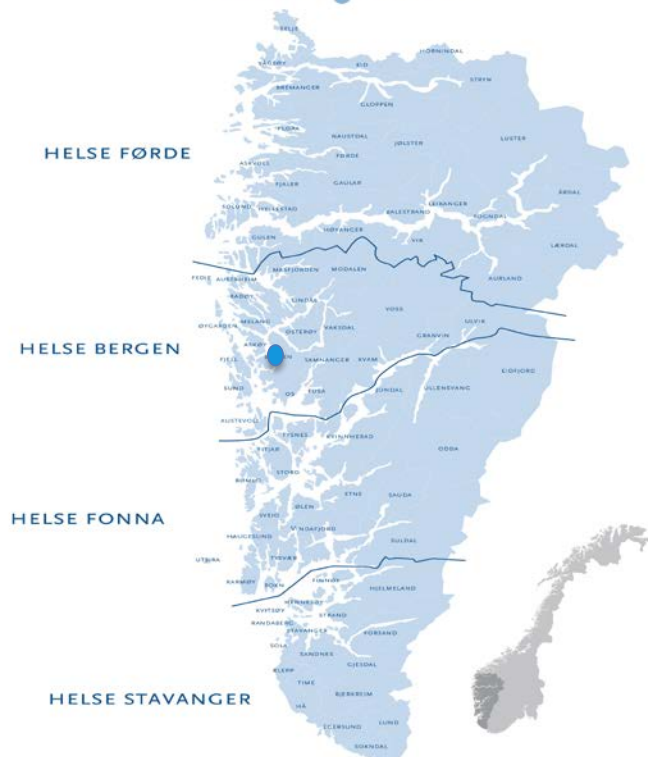 SELJE
VÅGSØY
EID
HORNINDAL
STRYN
BREMANGER
GLOPPEN
FLORA
NAUSTDAL
JØLSTER
LUSTER
HELSE FØRDE
ASKVOLL
FØRDE
FJALER
GAULAR
ÅRDAL
SOLUND
HYLLESTAD
BALESTRAND
LEIKANGER
SOGNDAL
GULEN
HØYANGER
VIK
LÆRDAL
AURLAND
FEDJE
AUSTRHEIM
MASFJORDEN
MODALEN
RADØY
LINDÅS
VOSS
ØYGARDEN
MELAND
OSTERØY
VAKSDAL
ULVIK
GRANVIN
HELSE BERGEN
ASKØY
FJELL
SAMNANGER
KVAM
EIDFJORD
SUND
OS
FUSA
JONDAL
ULLENSVANG
AUSTEVOLL
TYSNES
KVINNHERAD
FITJAR
ODDA
STORD
BØMLO
ETNE
SAUDA
HELSE FONNA
SVEIO
ØLEN
VINDAFJORD
HAUGESUND
SULDAL
UTSIRA
TYSVÆR
KARMØY
BOKN
FINNØY
HJELMELAND
RENNESØY
KVITSØY
STRAND
RANDABERG
STAVANGER
FORSAND
SOLA
SANDNES
GJESDAL
KLEPP
TIME
HELSE STAVANGER
BJERKREIM
HÅ
EIGERSUND
LUND
SOKNDAL